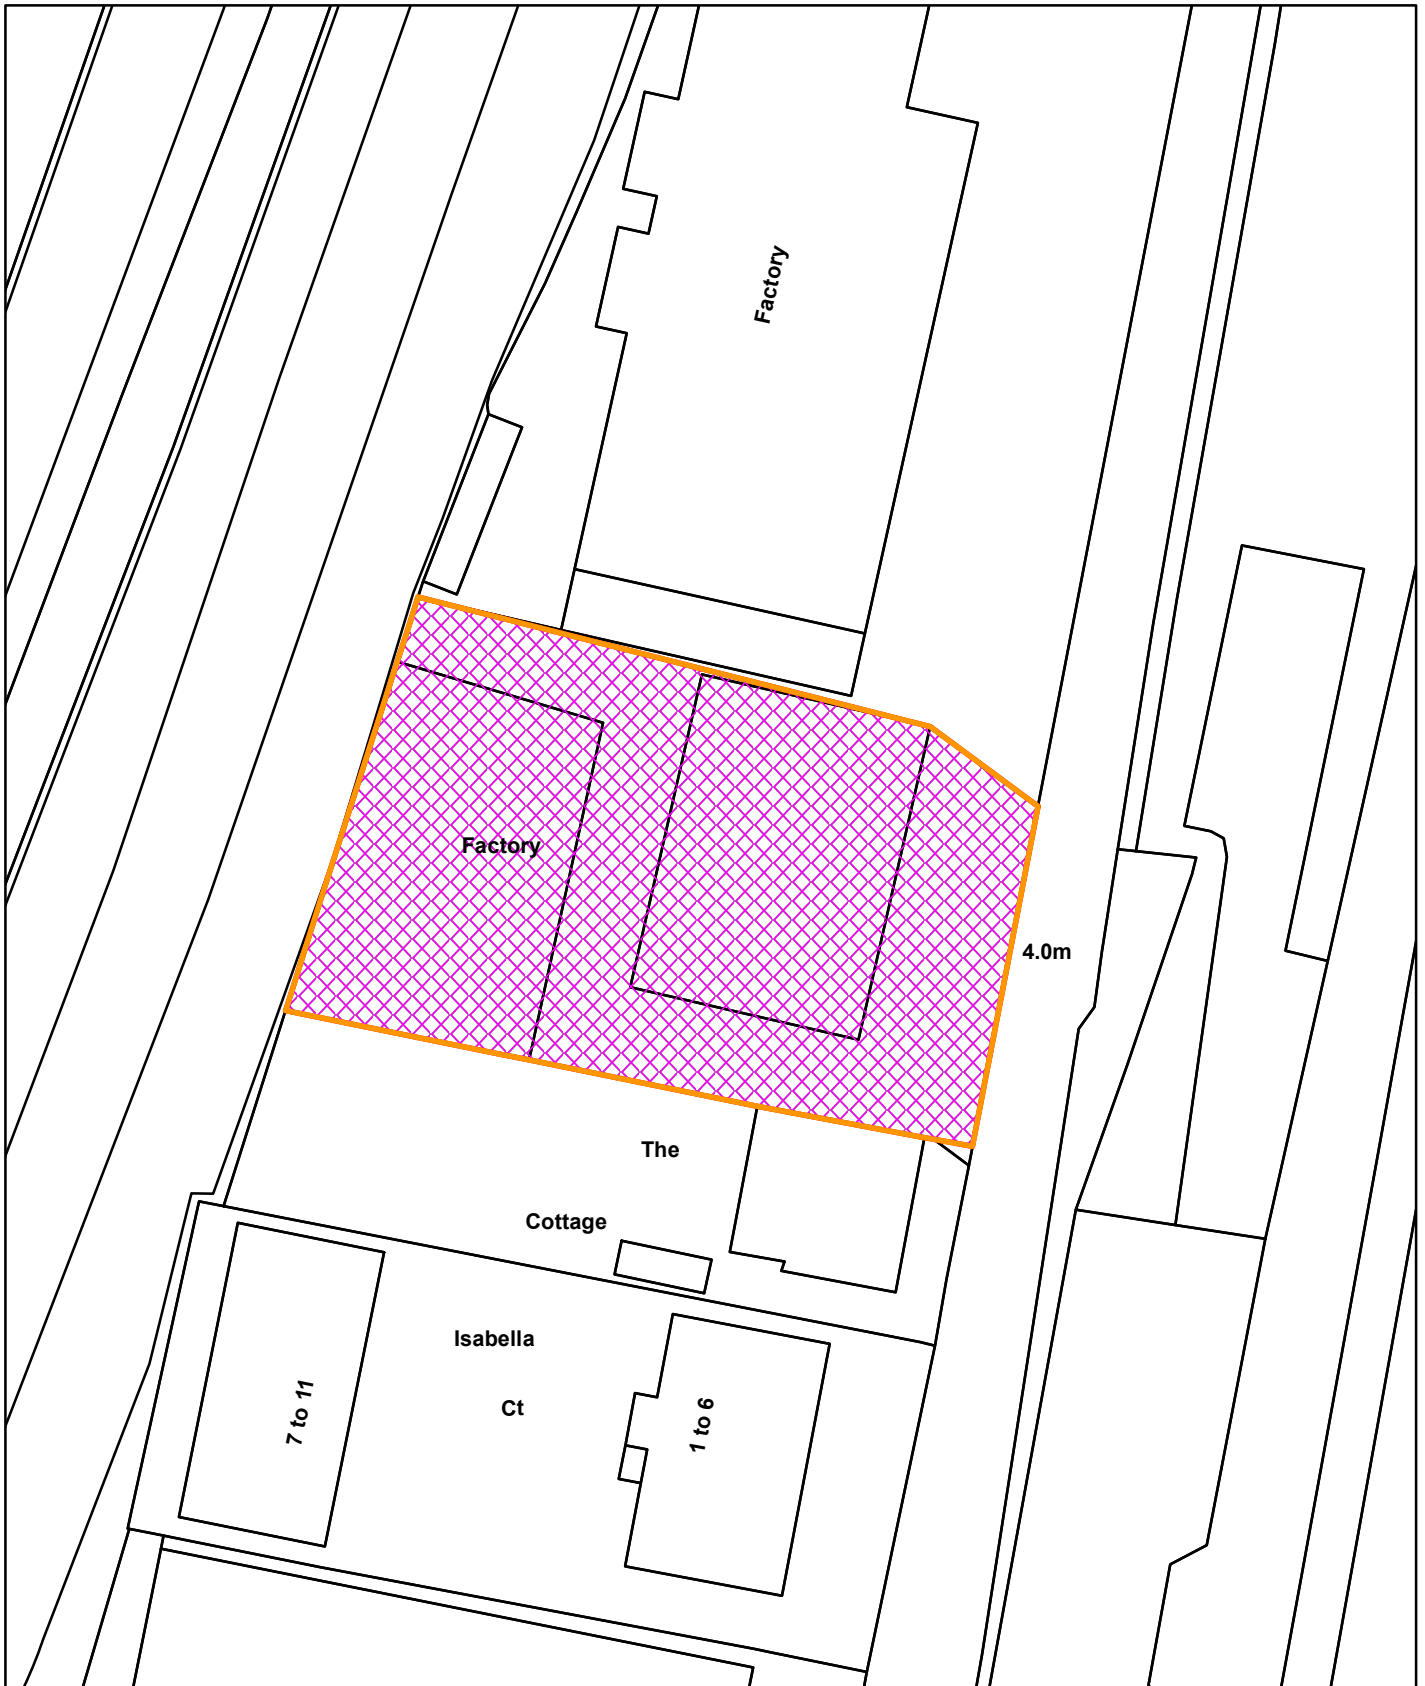 Factory
Factory
4.0m
The
Cottage
Isabella
Ct
7 to 11
1 to 6